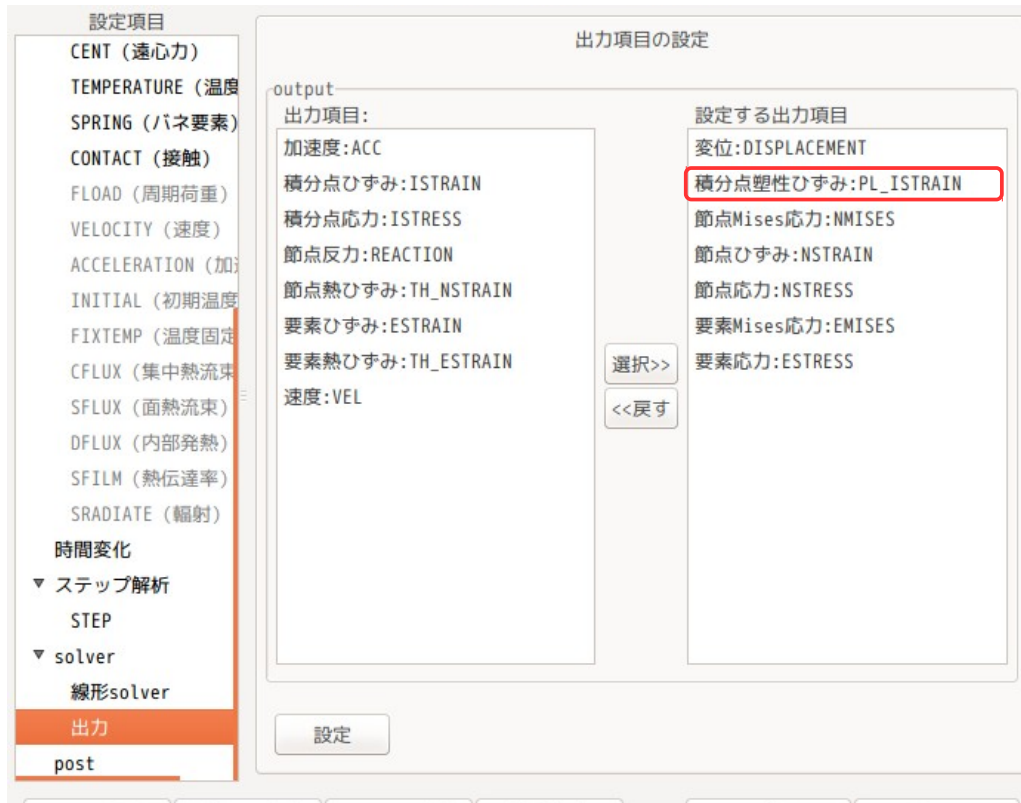 設定項目
CENT (遠心力)
TEMPERATURE (温度
SPRING (バネ要素)
CONTACT (接触)
FLOAD (周期荷重)
VELOCITY (速度)
ACCELERATION (加
INITIAL (初期温度
FIXTEMP (温度固定
CFLUX (集中熱流束
SFLUX (面熱流束)
DFLUX (内部発熱)
SFILM (熱伝達率)
SRADIATE (輻射)
時間変化
▼ ステップ解析
STEP
▼ solver
線形solver
出力
post
出力項目の設定
output
出力項目:
加速度:ACC
積分点ひずみ:ISTRAIN
積分点応力:ISTRESS
節点反力:REACTION
節点熱ひずみ:TH_NSTRAIN
要素ひずみ:ESTRAIN
要素熱ひずみ:TH_ESTRAIN
速度:VEL
選択>>
<<戻す
設定する出力項目
変位:DISPLACEMENT
積分点塑性ひずみ:PL_ISTRAIN
節点Mises応力:NMISES
節点ひずみ:NSTRAIN
節点応力:NSTRESS
要素Mises応力:EMISES
要素応力:ESTRESS
設定